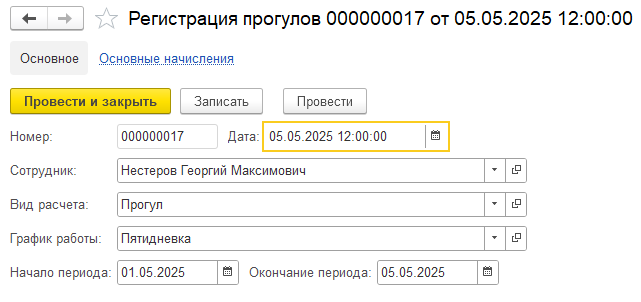 Регистрация прогулов 000000017 от 05.05.2025 12:00:00
Основное Основные начисления
Провести и закрыть Записать Провести
Номер: 000000017 Дата: 05.05.2025 12:00:00
Сотрудник: Нестеров Георгий Максимович
Вид расчета: Прогул
График работы: Пятидневка
Начало периода: 01.05.2025 Окончание периода: 05.05.2025